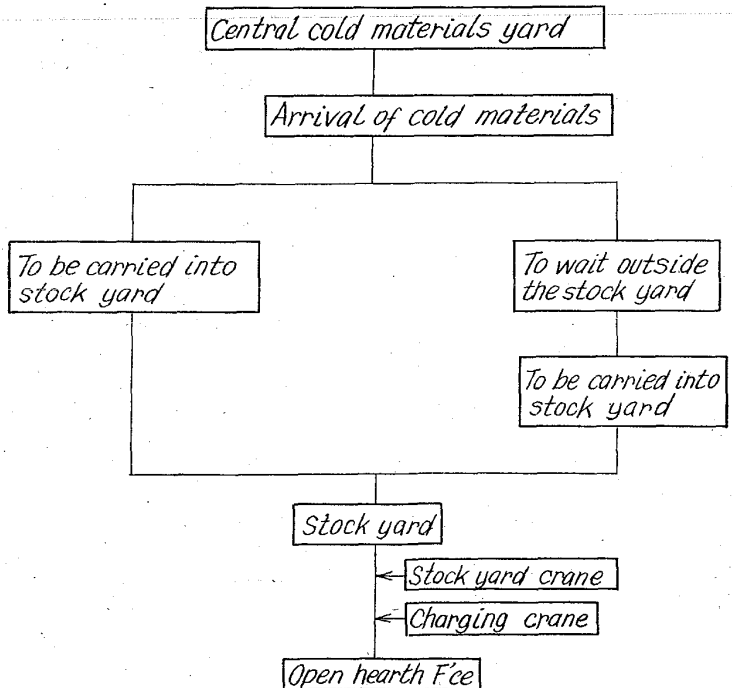 Central cold materials yard
Arrival of cold materials
To be carried into
stock yard
To wait outside
the stock yard
To be carried into
stock yard
Stock yard
Stock yard crane
Charging crane
Open hearth F'ce